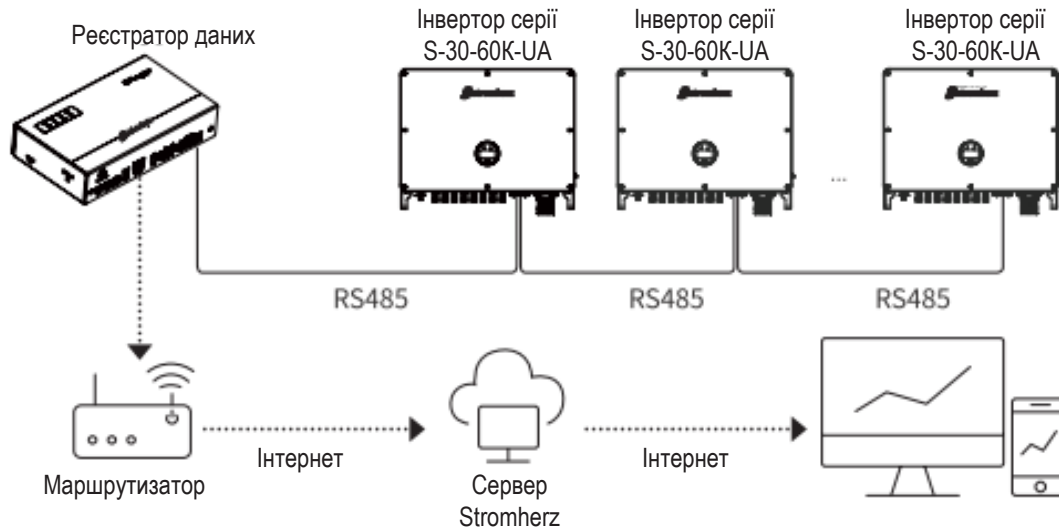 Реєстратор даних
Інвертор серії
S-30-60K-UA
Інвертор серії
S-30-60K-UA
Інвертор серії
S-30-60K-UA
...
RS485
RS485
RS485
Інтернет
Інтернет
Маршрутизатор
Сервер
Stromherz